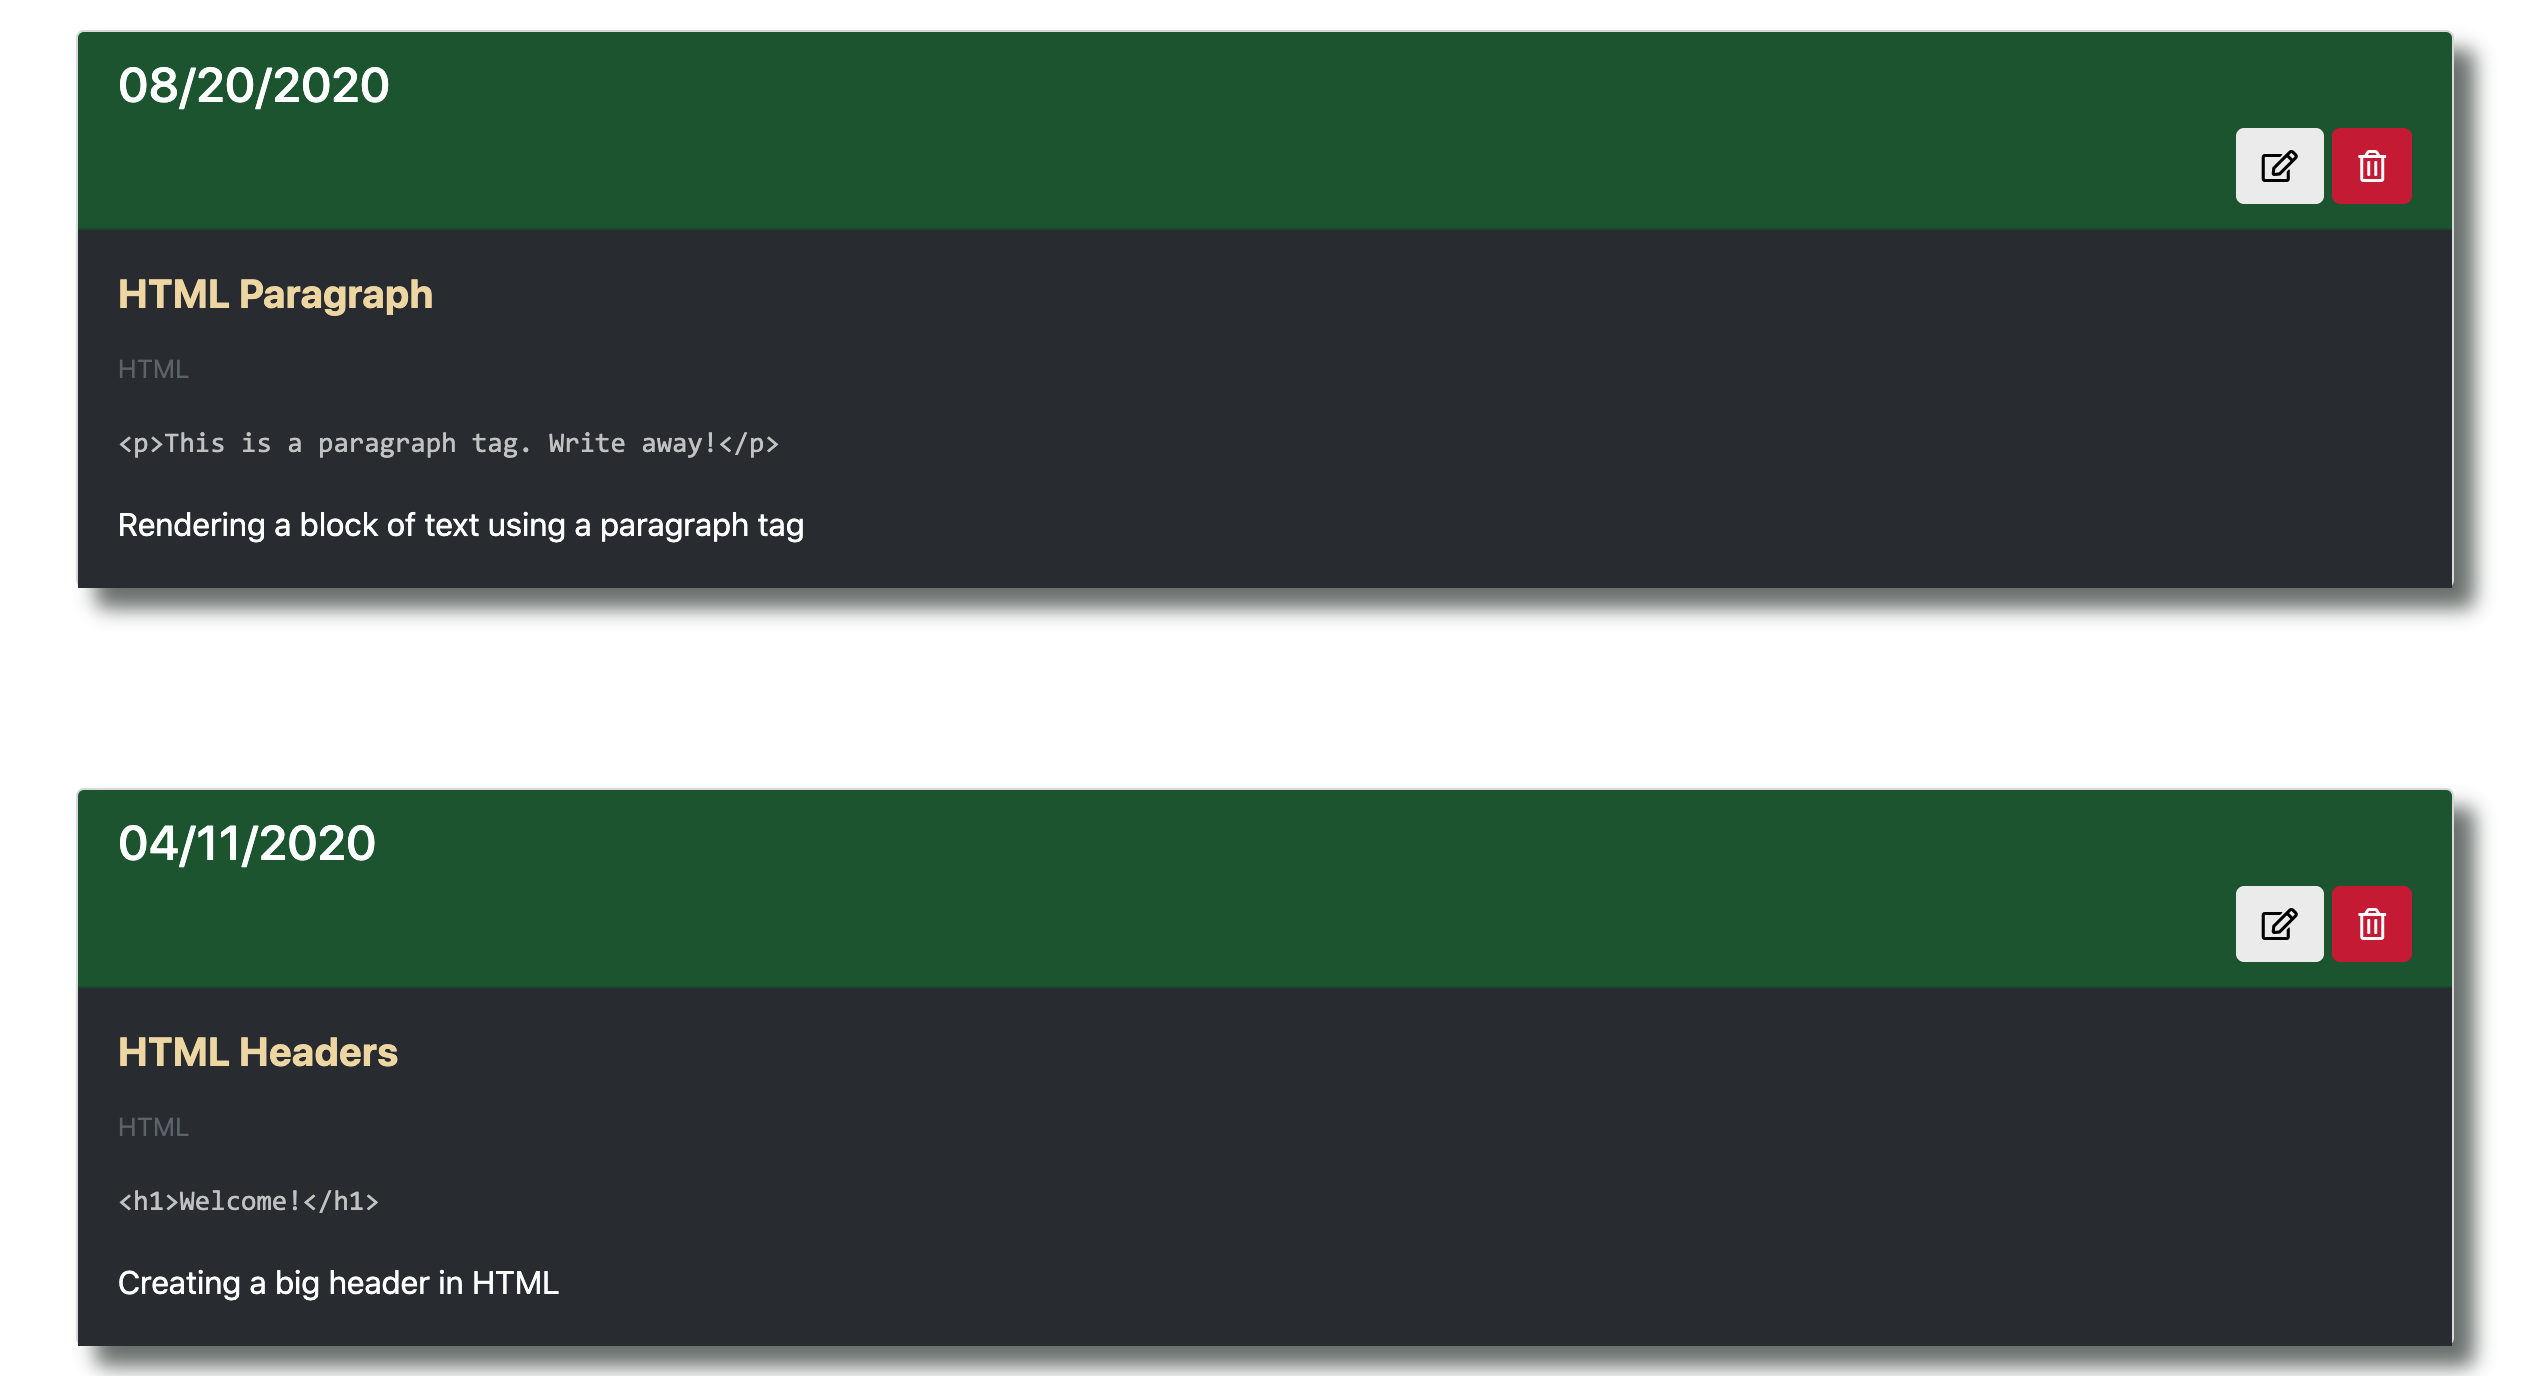 08/20/2020
HTML Paragraph
HTML
<p>This is a paragraph tag. Write away!</p>
Rendering a block of text using a paragraph tag
04/11/2020
HTML Headers
HTML
<h1>Welcome!</h1>
Creating a big header in HTML